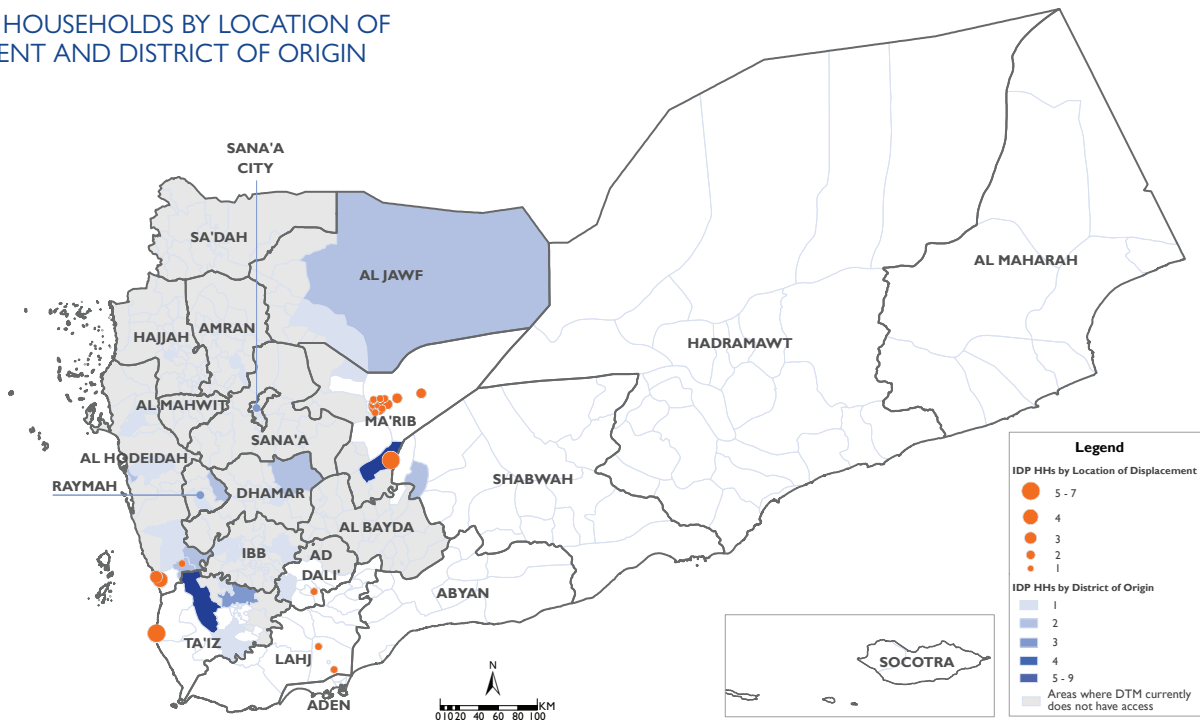 HOUSEHOLDS BY LOCATION OF
ENT AND DISTRICT OF ORIGIN
SANA'A
CITY
SA'DAH
AL JAWF
AL MAHARAH
HAJJAH
AMRAN
HADRAMAWT
AL MAHWIT
MA'RIB
SANA'A
AL HODEIDAH
RAYMAH
DHAMAR
SHABWAH
AL BAYDA
IBB
AD
DALI'
ABYAN
TA'IZ
LAHJ
ADEN
SOCOTRA
N
0 10 20 40 60 80 100
KM
Legend
IDP HHs by Location of Displacement
5 - 7
4
3
2
1
IDP HHs by District of Origin
1
2
3
4
5 - 9
Areas where DTM currently
does not have access